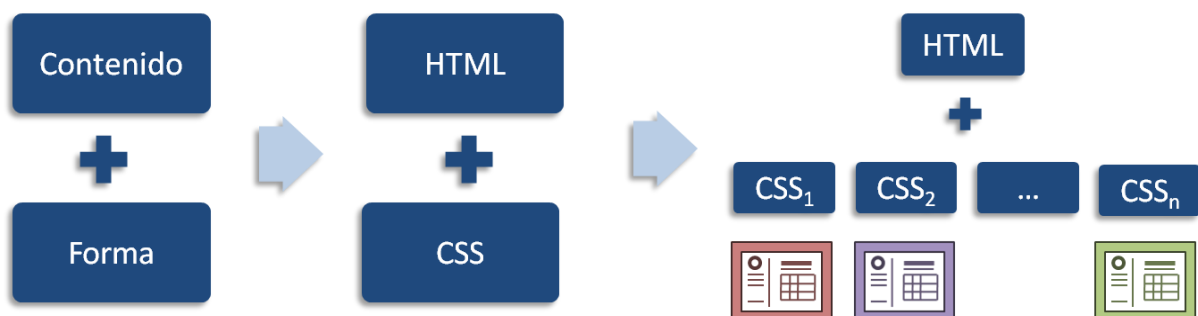 Contenido
Forma
HTML
CSS
HTML
CSS₁
CSS₂
...
CSSₙ